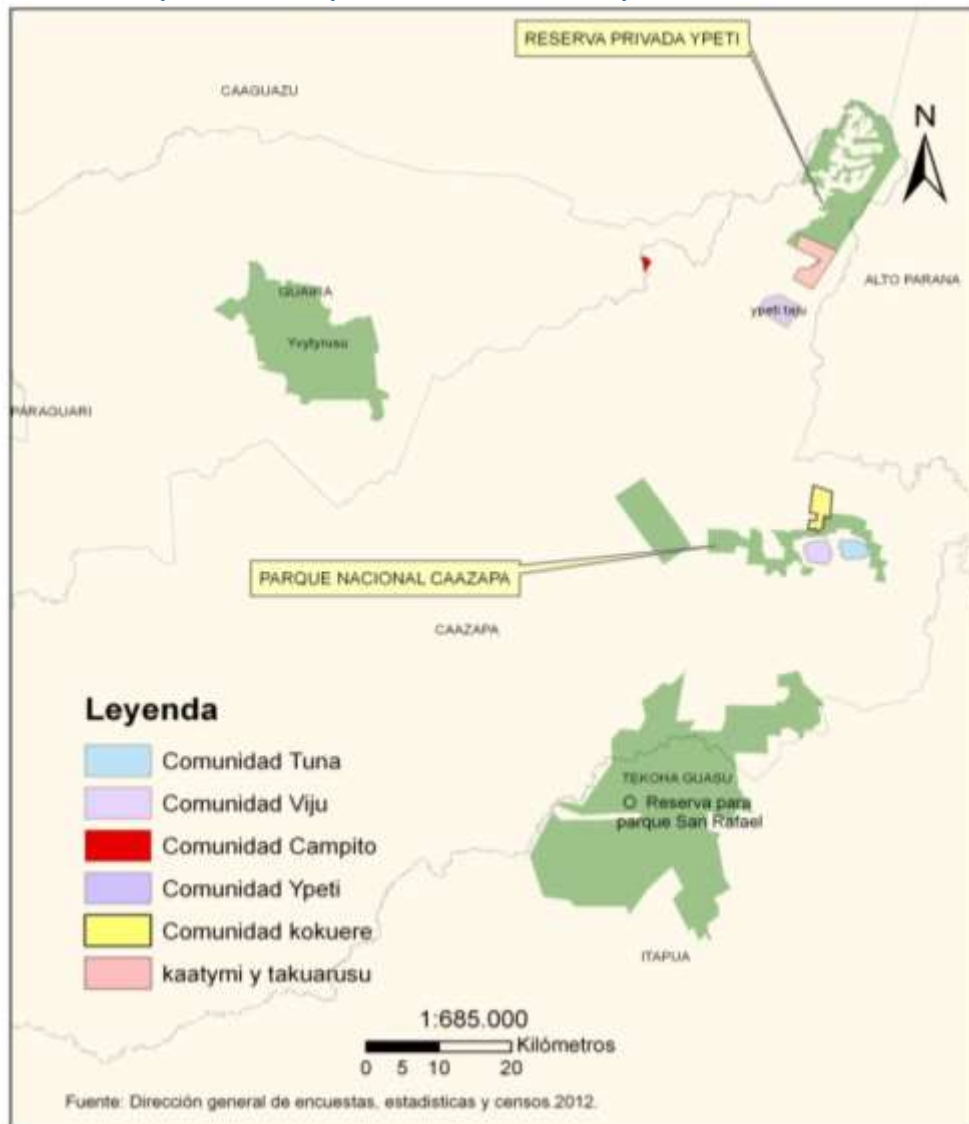 RESERVA PRIVADA YPETI
CAAGUAZU
N
ALTO PARANA
GUAIRA
ypeti taju
Yvytyrusu
PARAGUARI
PARQUE NACIONAL CAAZAPA
CAAZAPA
Leyenda
Comunidad Tuna
Comunidad Viju
Comunidad Campito
Comunidad Ypeti
Comunidad kokuere
kaatymi y takuarusu
TEKOHA GUASU
O Reserva para
parque San Rafael
ITAPUA
1:685.000
Kilómetros
0 5 10 20
Fuente: Dirección general de encuestas, estadisticas y censos.2012.